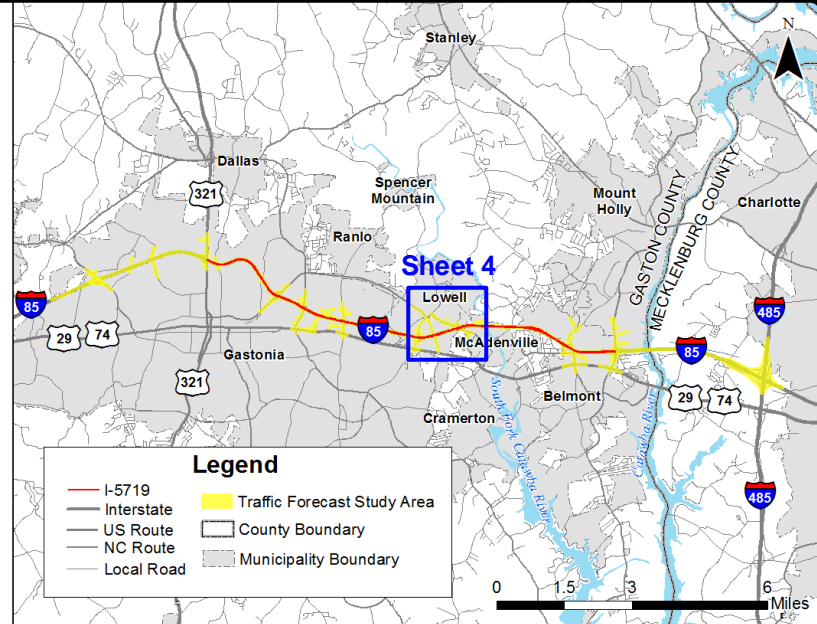 N
Stanley
Dallas
321
Spencer
Mountain
Mount
Holly
Charlotte
GASTON COUNTY
MECKLENBURG COUNTY
Ranlo
Sheet 4
Lowell
85
485
29
74
85
McAdenville
85
Gastonia
321
Belmont
29
74
Cramerton
South Fork Catawba River
Catawba River
485
Legend
I-5719
Interstate
US Route
NC Route
Local Road
Traffic Forecast Study Area
County Boundary
Municipality Boundary
0
1.5
3
6
Miles